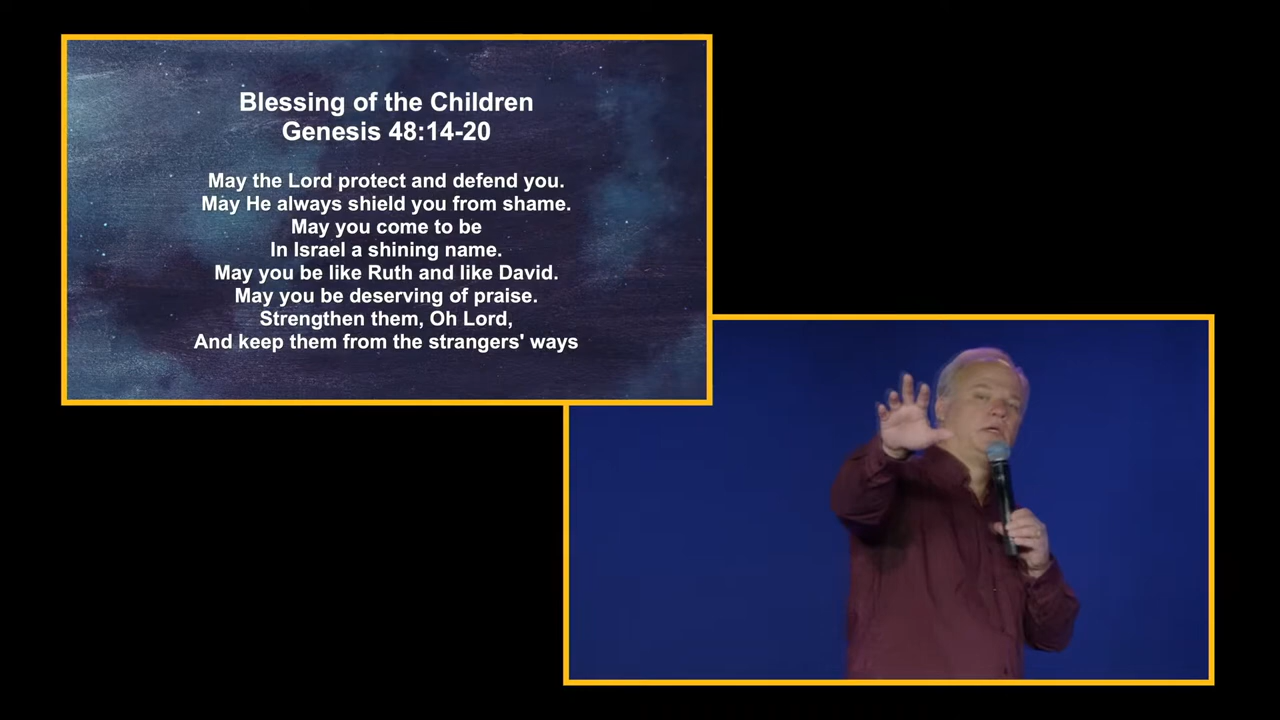 Blessing of the Children
Genesis 48:14-20
May the Lord protect and defend you.
May He always shield you from shame.
May you come to be
In Israel a shining name.
May you be like Ruth and like David.
May you be deserving of praise.
Strengthen them, Oh Lord,
And keep them from the strangers' ways